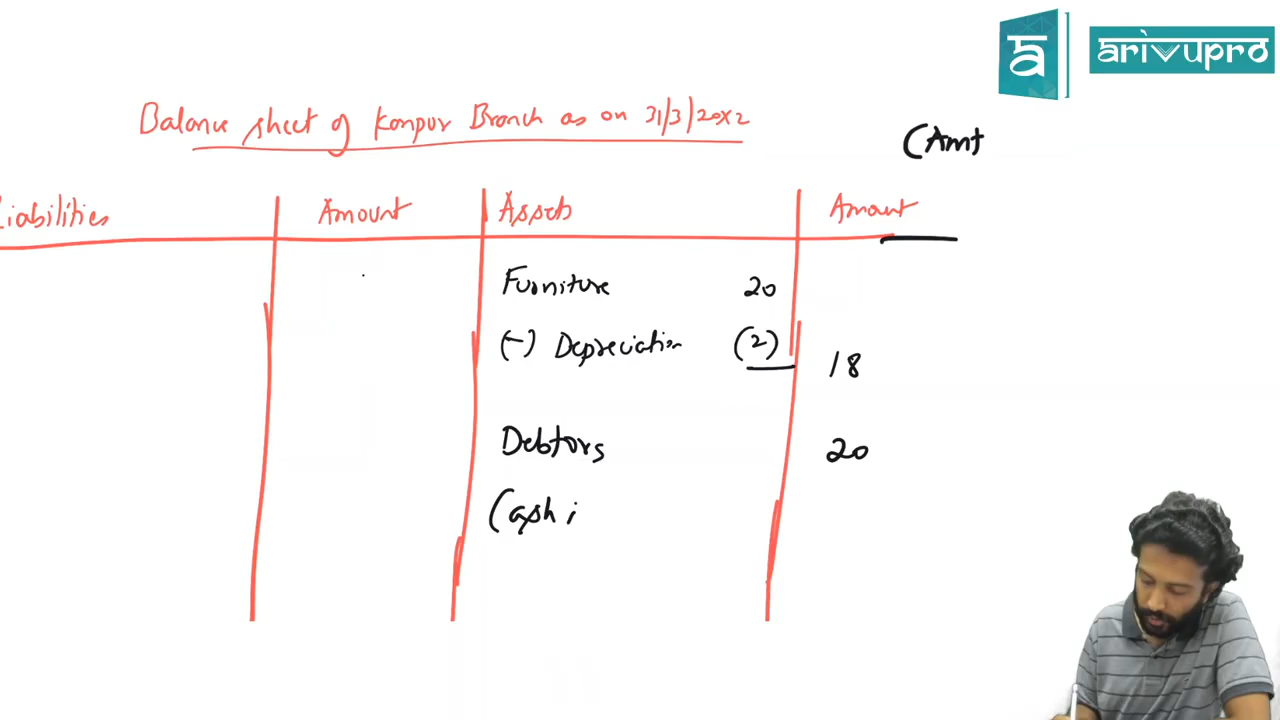 arivupro
Balance sheet of Kanpur Branch as on 31/3/20x2
(Amt
Liabilities Amount Assets Amount
Furniture 20
(-) Depreciation (2) 18
Debtors 20
Cash i